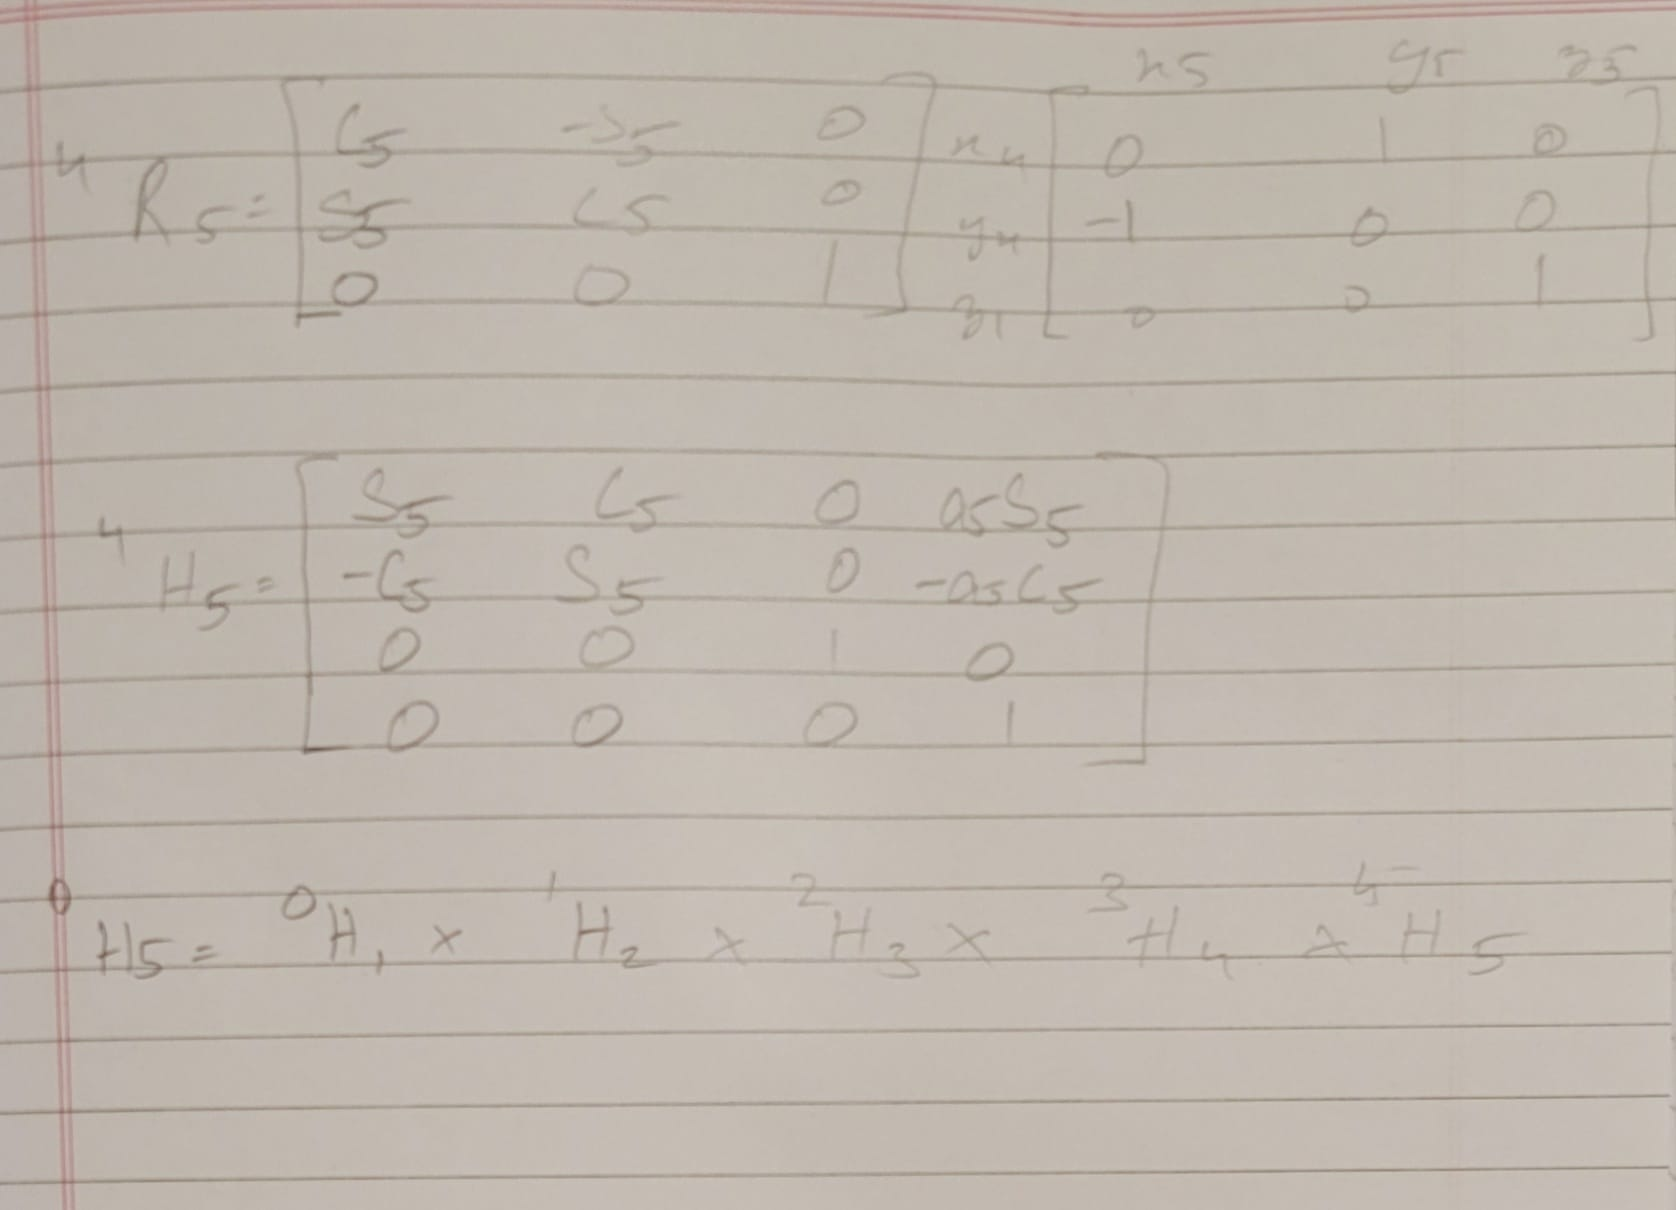 x5 y5 z5
C5 -S5 0 x4 0 1 0
4R5 = S5 C5 0 y4 -1 0 0
0 0 1 0 0 1
S5 C5 0 a5S5
4H5 = -C5 S5 0 -a5C5
0 0 1 0
0 0 0 1
0H5 = 0H1 x 1H2 x 2H3 x 3H4 x H5